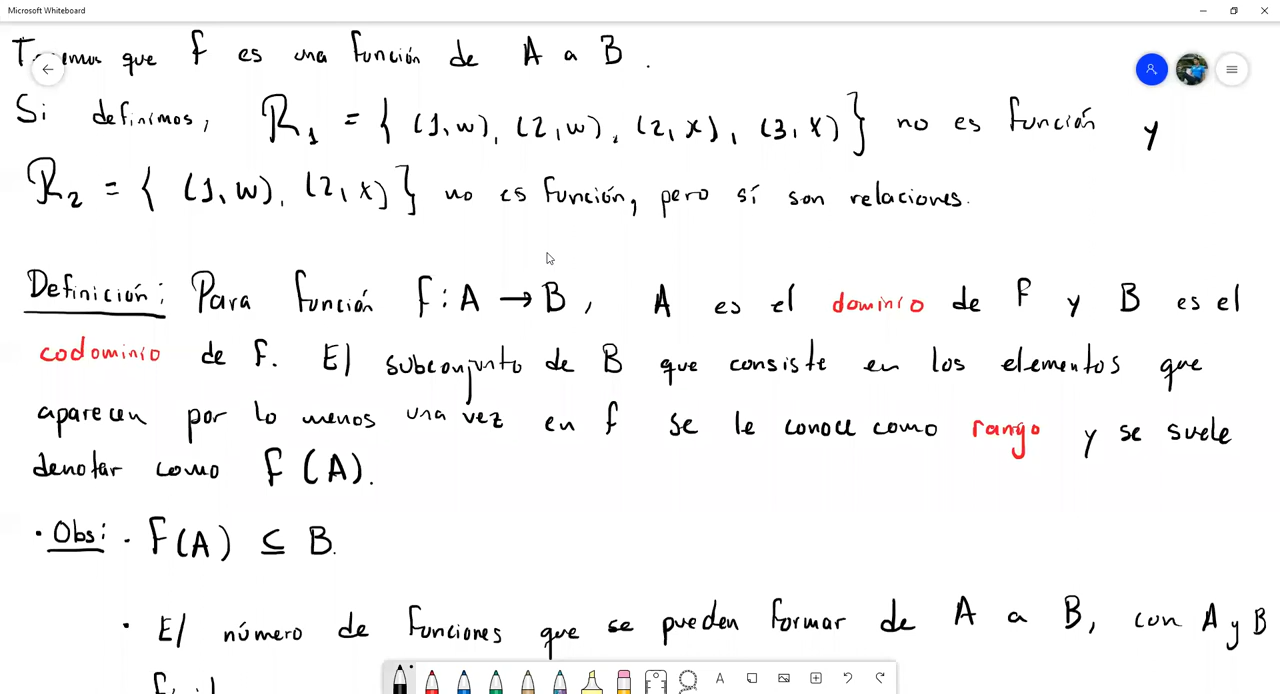 Microsoft Whiteboard
que f es una función de A a B.
Si definimos, R₁ = { (1,w), (2,w), (2,x), (3,x) } no es función y
R₂ = { (1,w), (2,x) } no es función, pero sí son relaciones.
Definición: Para función f: A → B, A es el dominio de f y B es el
codominio de f. El subconjunto de B que consiste en los elementos que
aparecen por lo menos una vez en f se le conoce como rango y se suele
denotar como f(A).
· Obs: · f(A) ⊆ B.
· El número de funciones que se pueden formar de A a B, con A y B